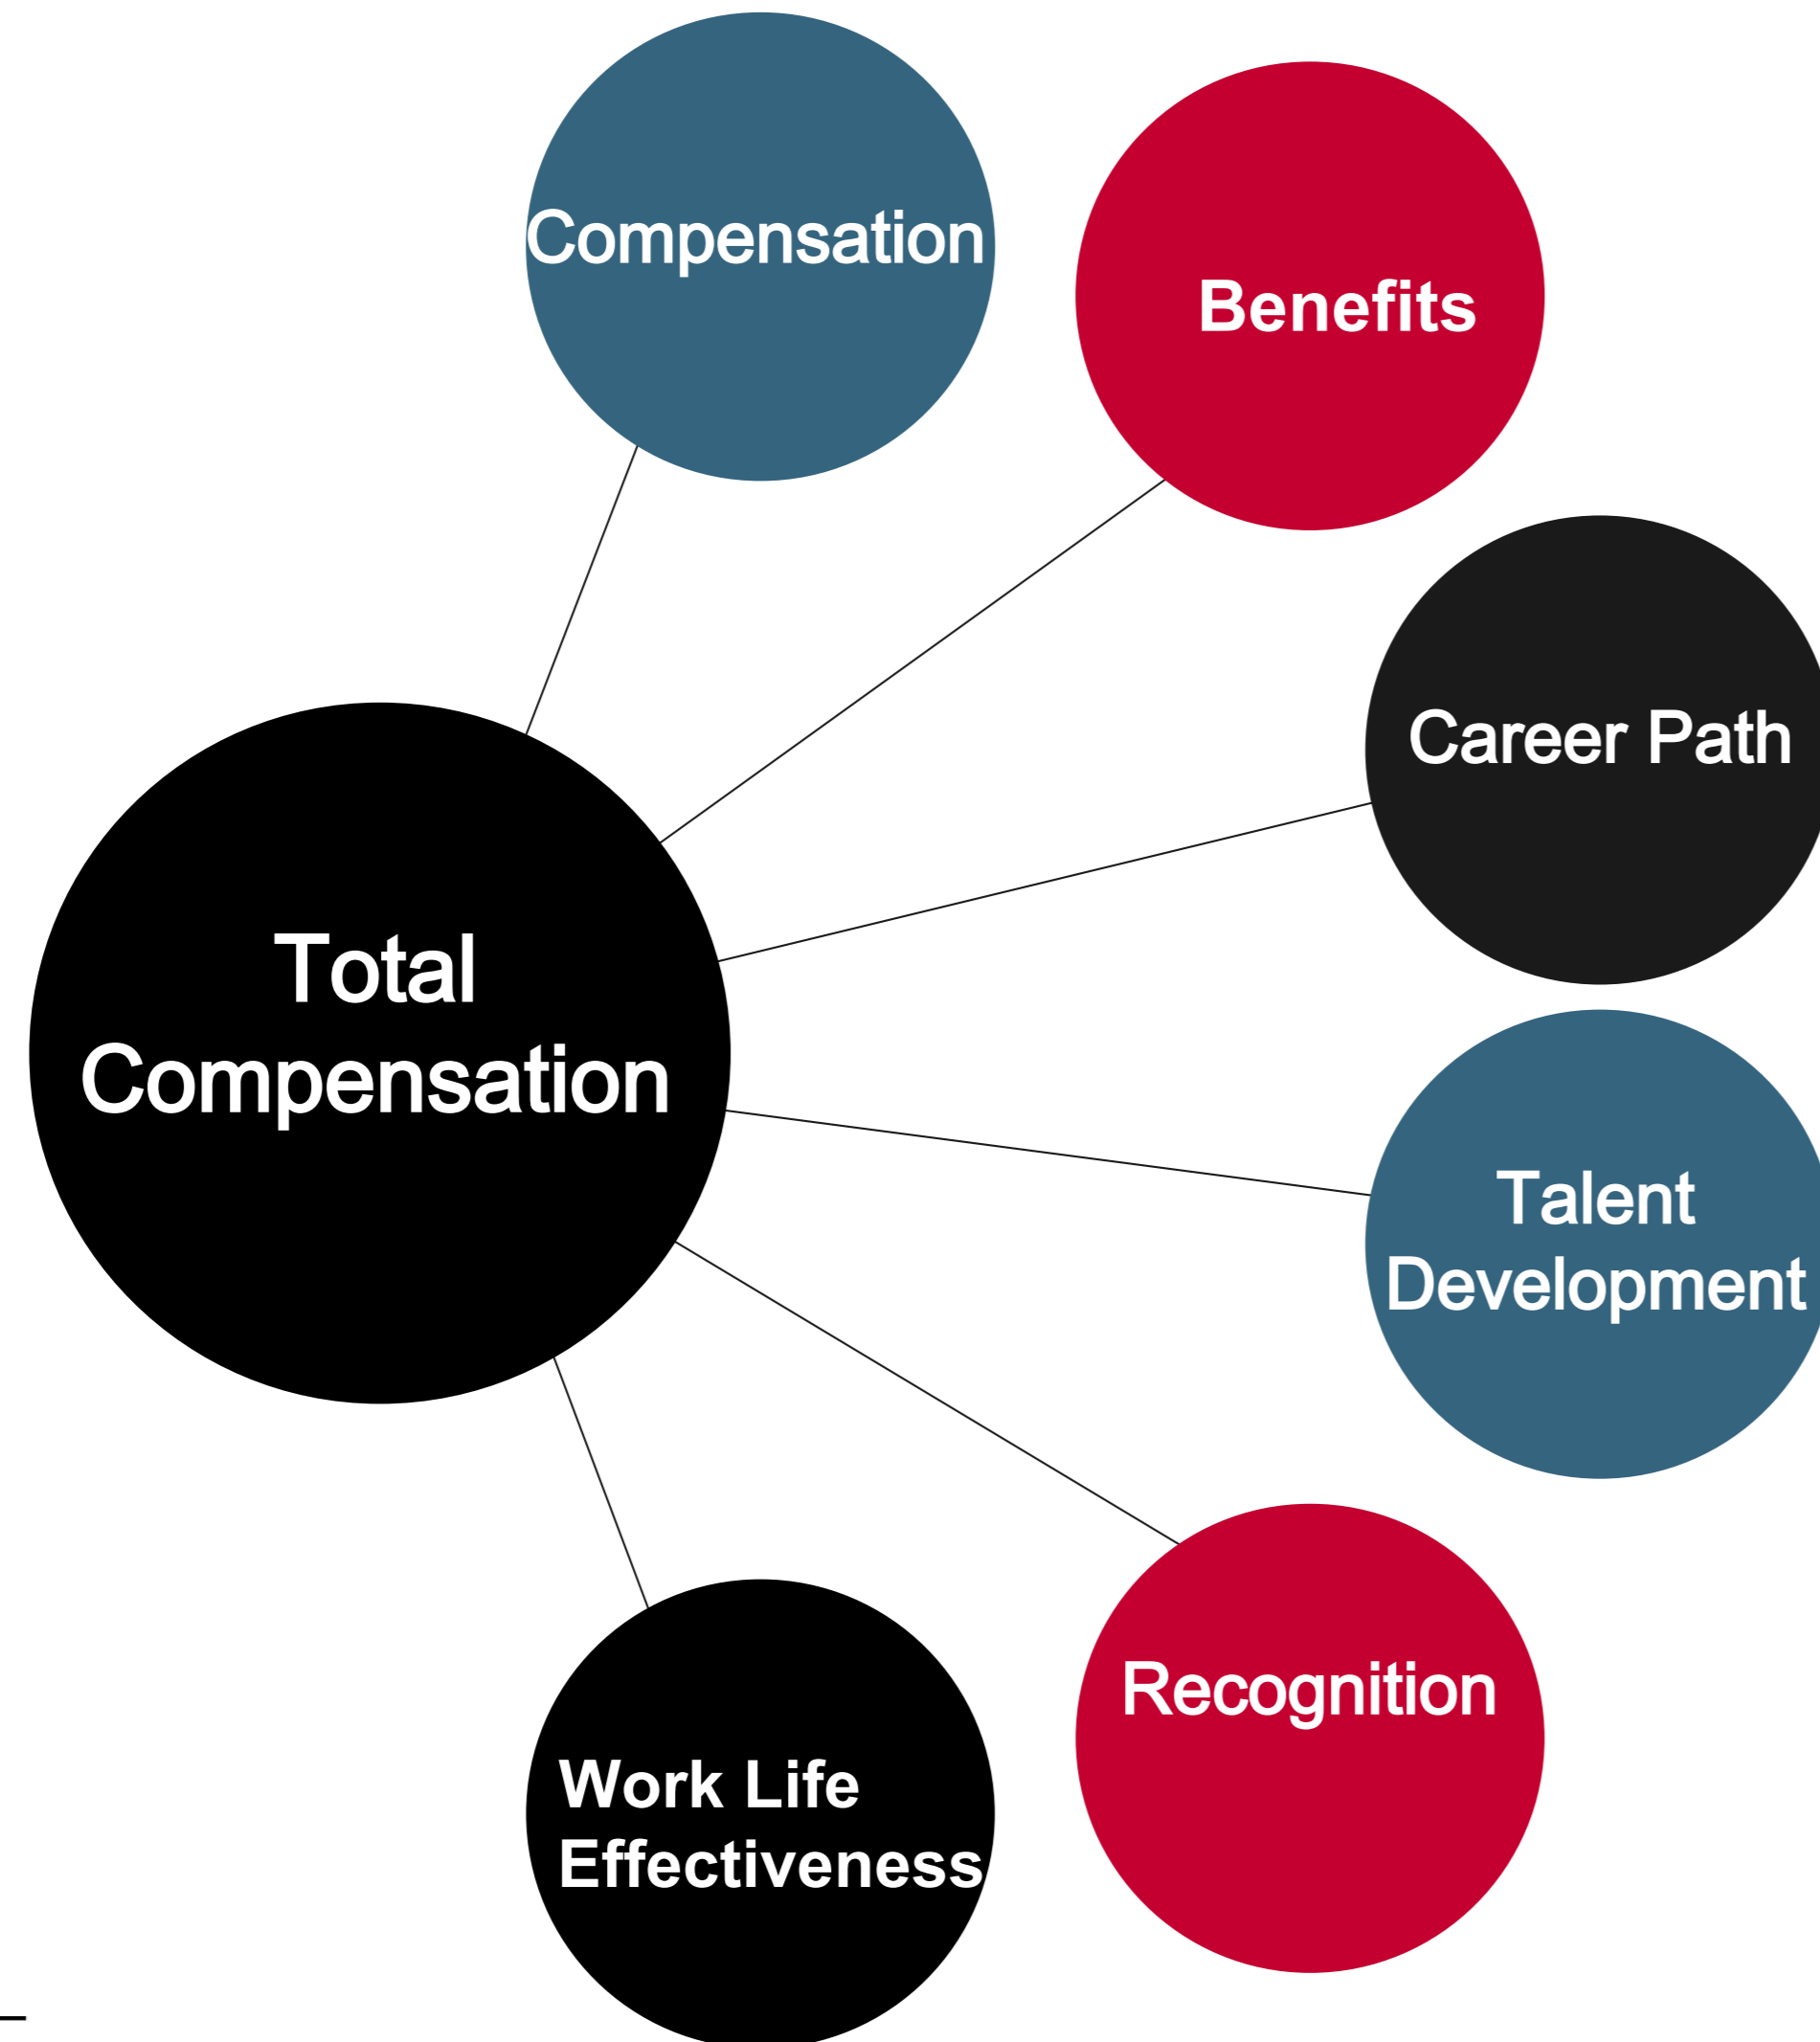 Compensation
Benefits
Career Path
Total
Compensation
Talent
Development
Recognition
Work Life
Effectiveness